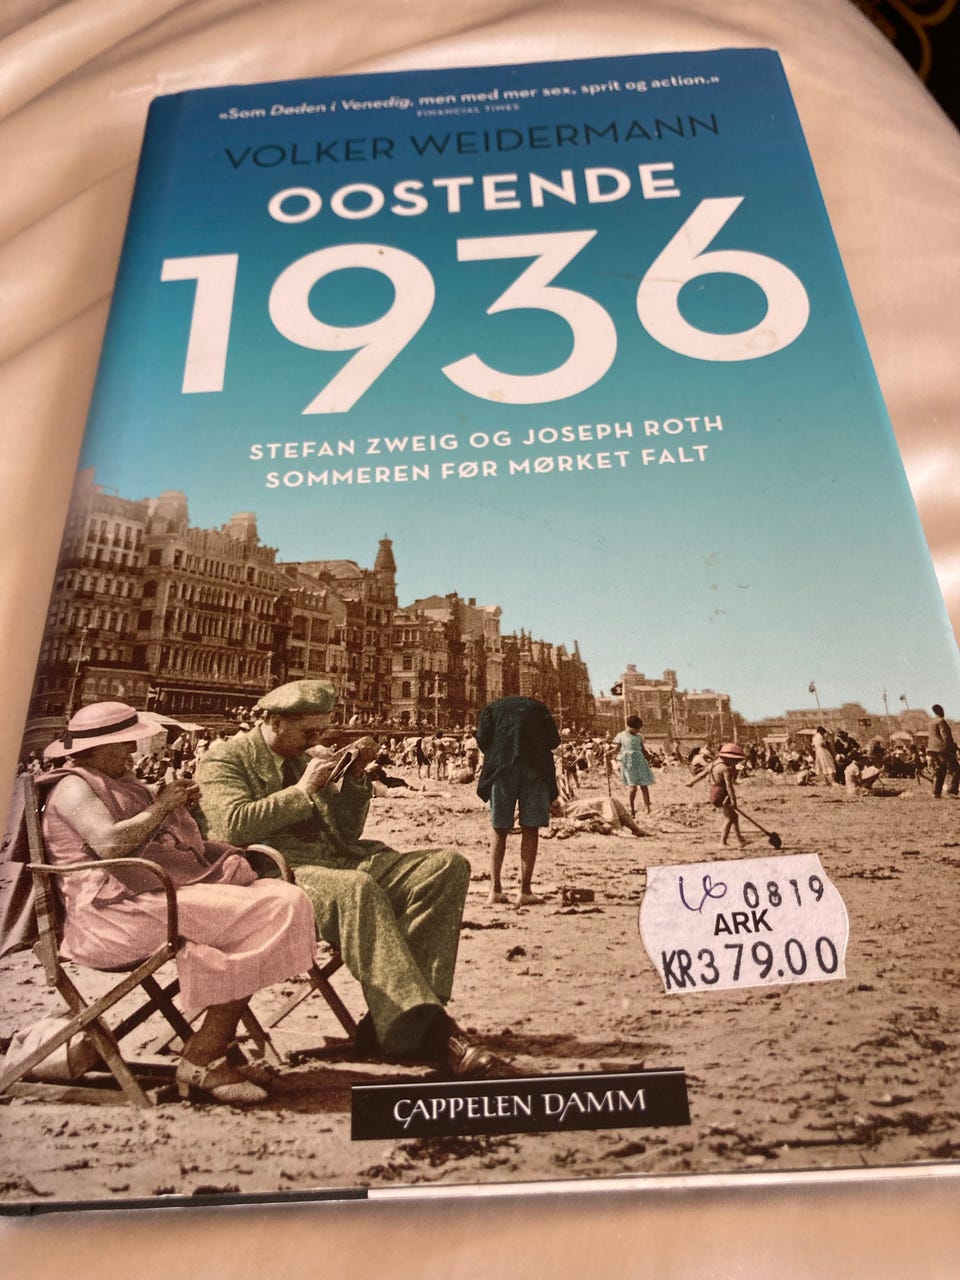 «Som Døden i Venedig, men med mer sex, sprit og action.»
FINANCIAL TIMES
VOLKER WEIDERMANN
OOSTENDE
1936
STEFAN ZWEIG OG JOSEPH ROTH
SOMMEREN FØR MØRKET FALT
0819
ARK
KR379.00
CAPPELEN DAMM